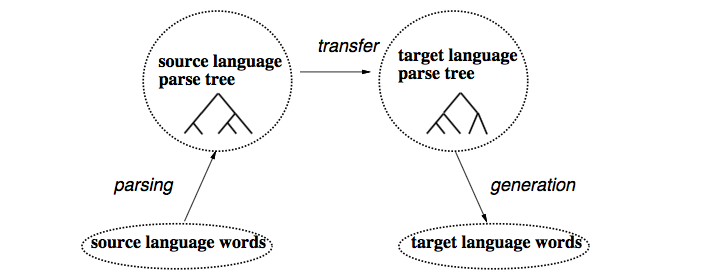 transfer
source language
parse tree
target language
parse tree
parsing
generation
source language words
target language words